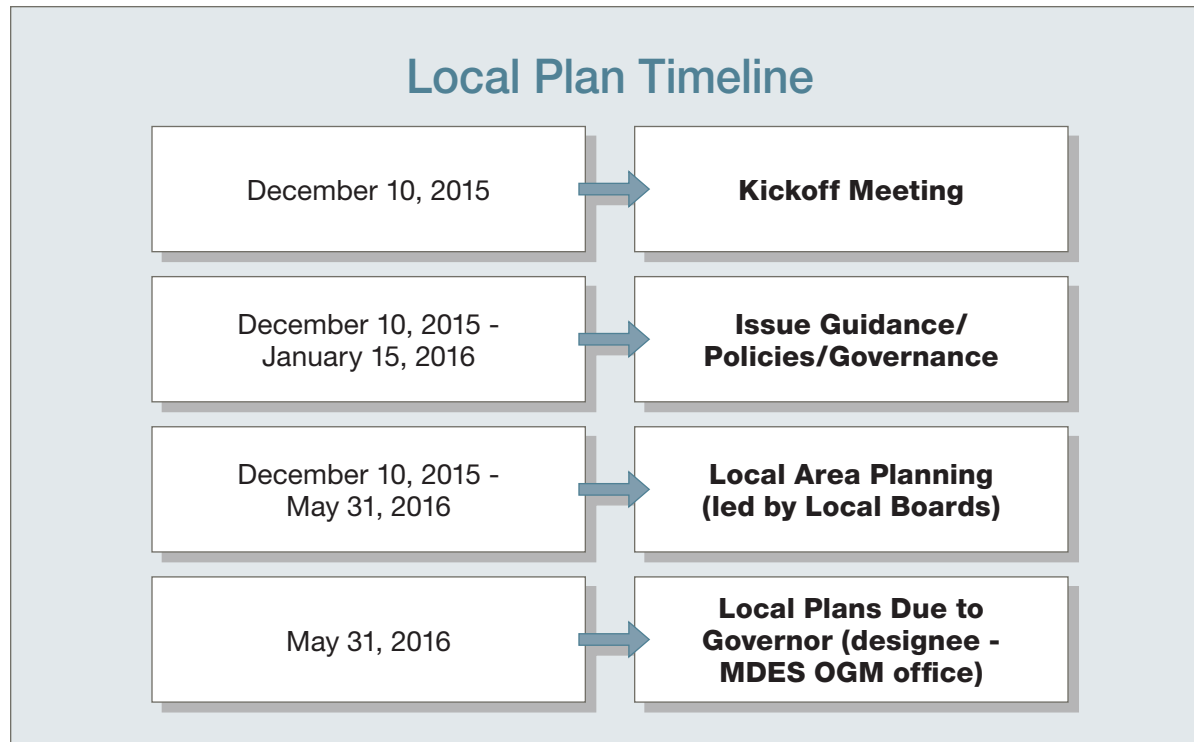 Local Plan Timeline
December 10, 2015
Kickoff Meeting
December 10, 2015 -
January 15, 2016
Issue Guidance/
Policies/Governance
December 10, 2015 -
May 31, 2016
Local Area Planning
(led by Local Boards)
May 31, 2016
Local Plans Due to
Governor (designee -
MDES OGM office)